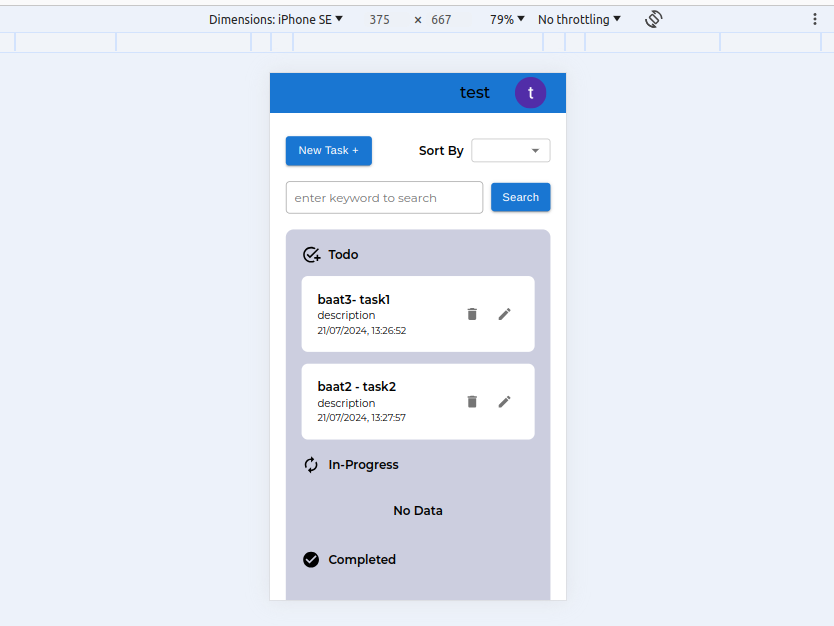 Dimensions: iPhone SE 375 × 667 79% No throttling
test t
New Task + Sort By
enter keyword to search Search
Todo
baat3- task1
description
21/07/2024, 13:26:52
baat2 - task2
description
21/07/2024, 13:27:57
In-Progress
No Data
Completed